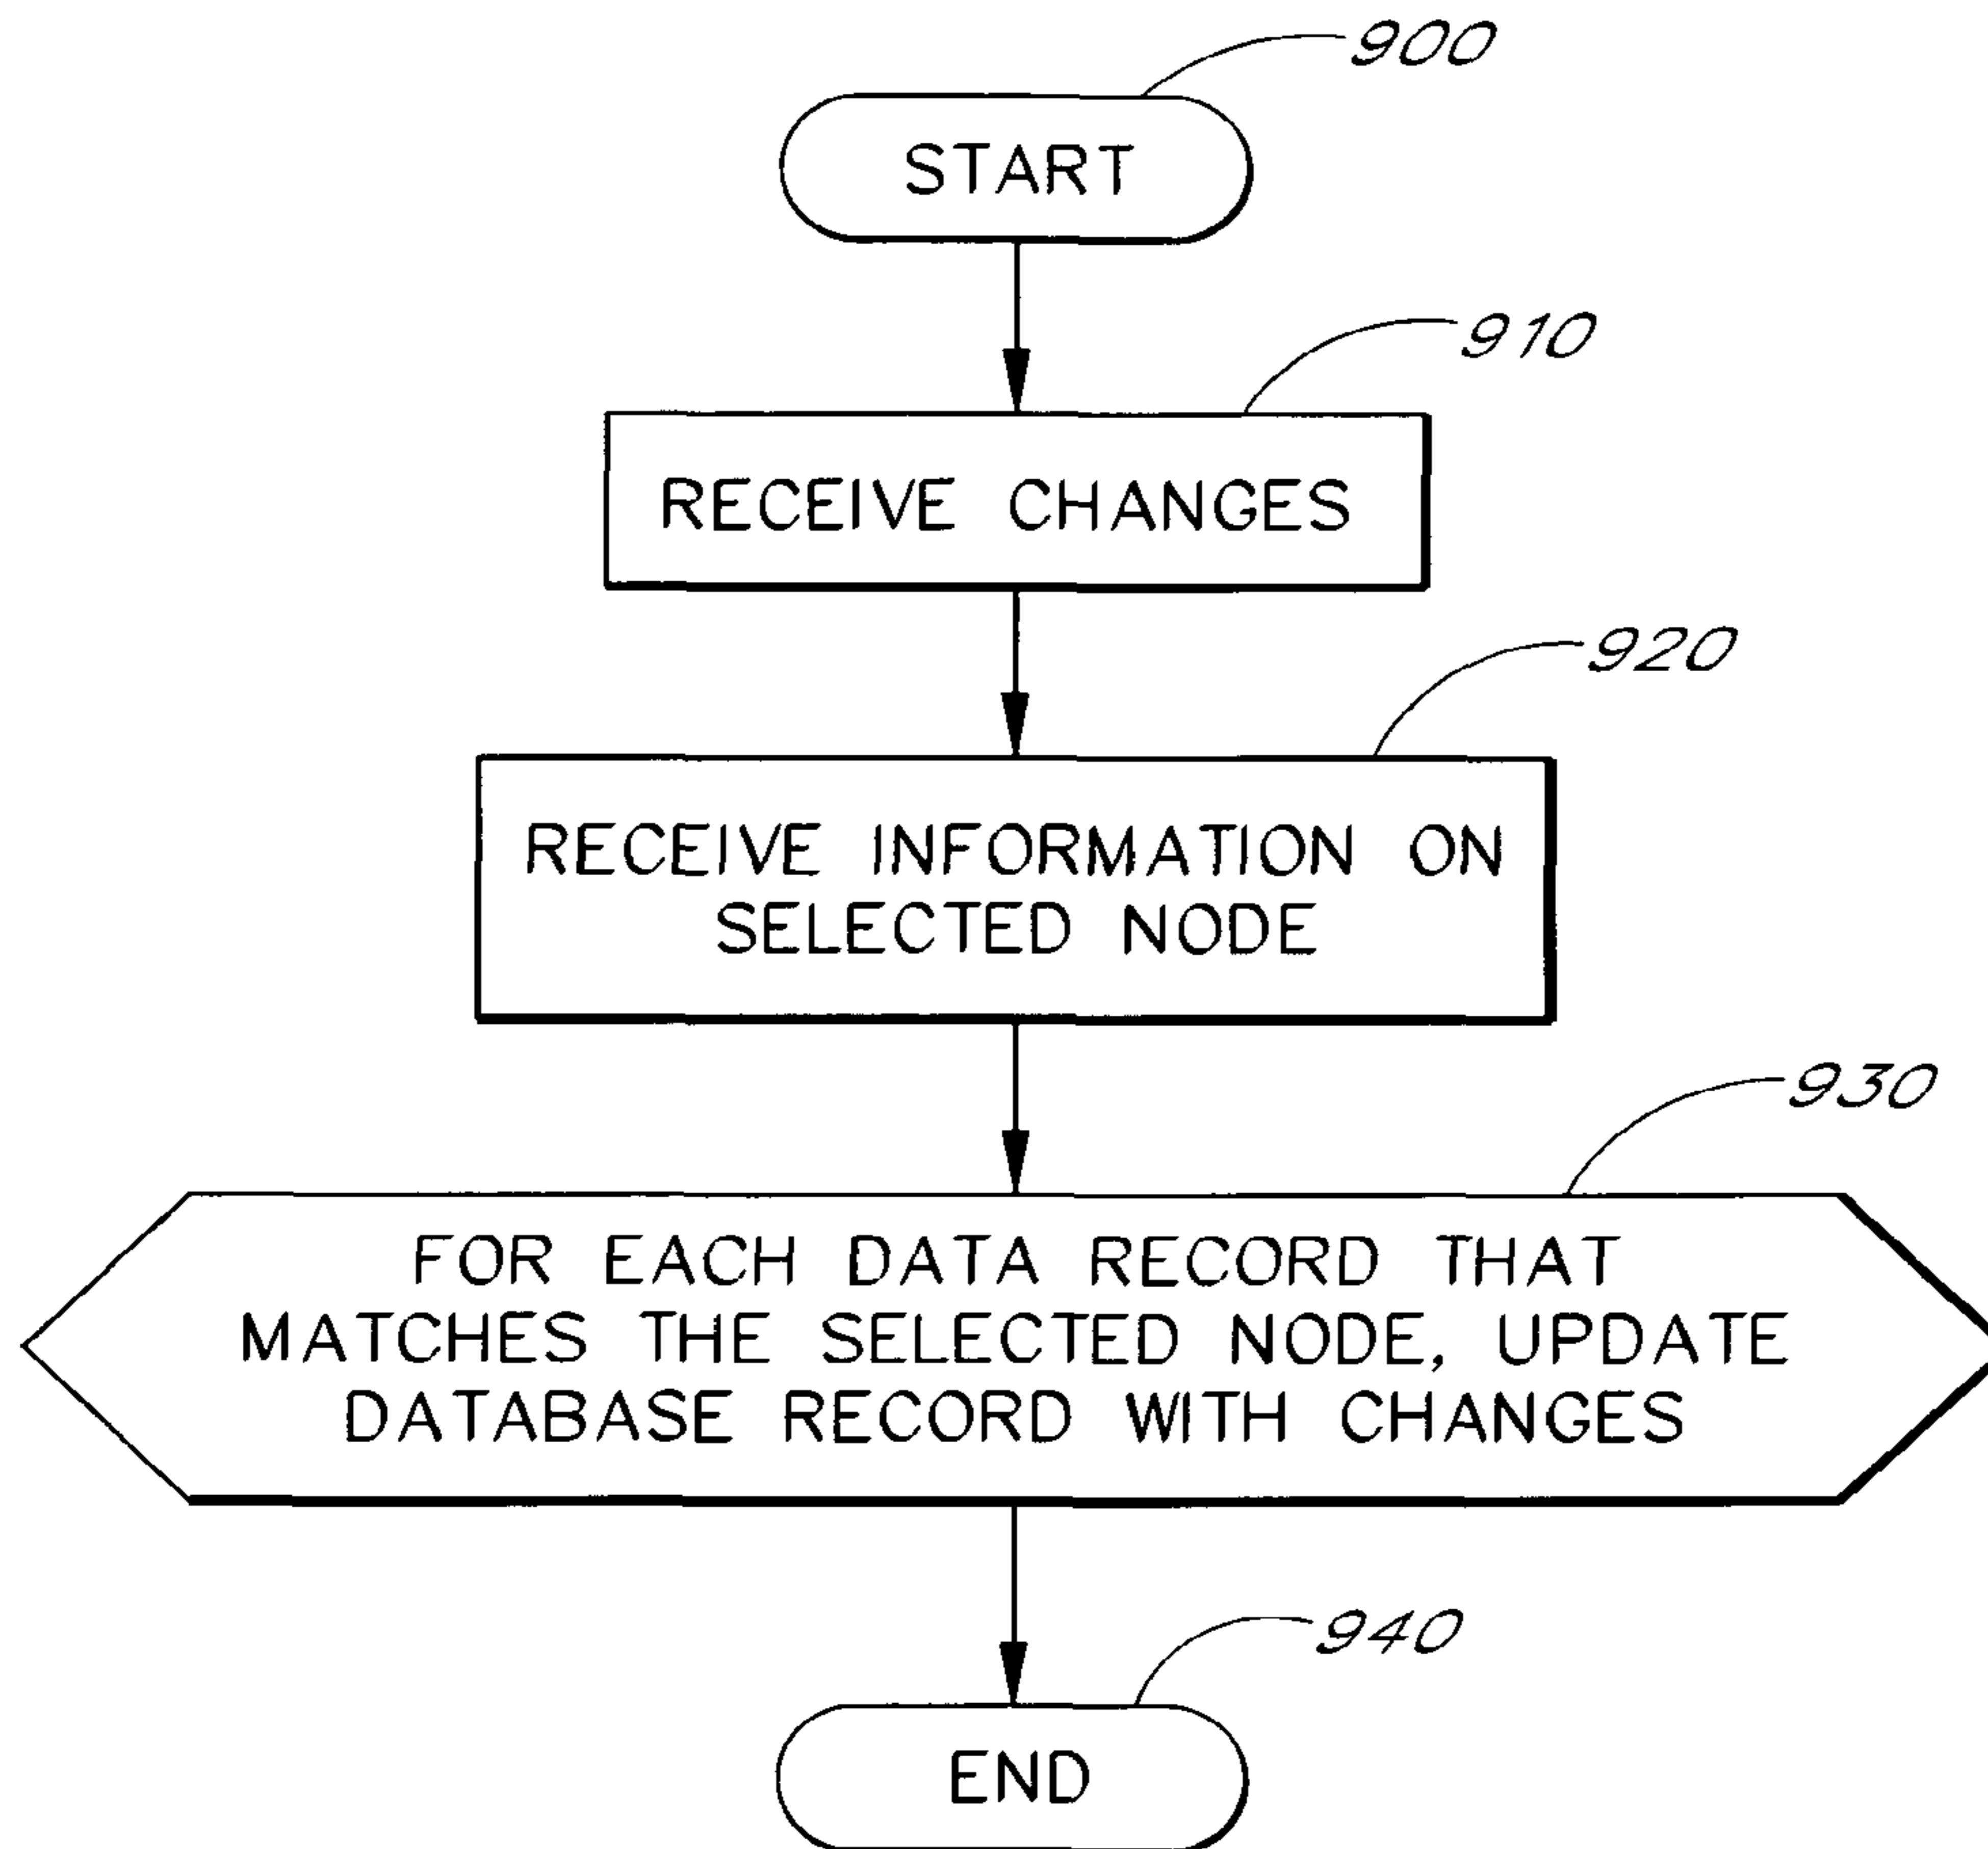 900
START
910
RECEIVE CHANGES
920
RECEIVE INFORMATION ON
SELECTED NODE
930
FOR EACH DATA RECORD THAT
MATCHES THE SELECTED NODE, UPDATE
DATABASE RECORD WITH CHANGES
940
END